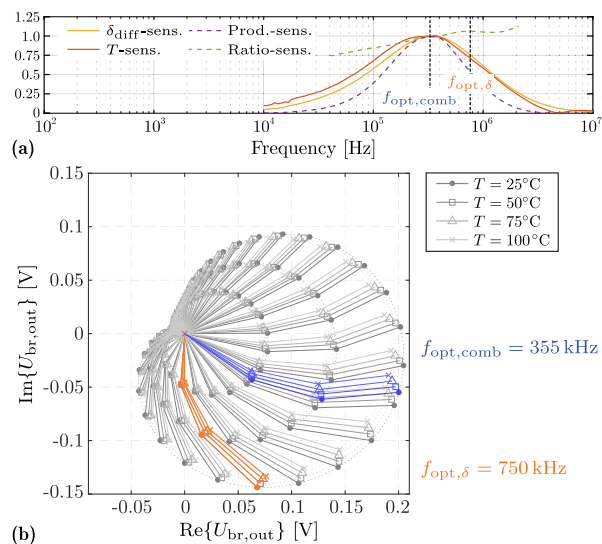 1.25
1
0.75
0.5
0.25
0
δdiff-sens.
Prod.-sens.
T-sens.
Ratio-sens.
fopt,δ
fopt,comb
10^2 10^3 10^4 10^5 10^6 10^7
(a)
Frequency [Hz]
0.15
0.1
0.05
0
-0.05
-0.1
-0.15
Im{Ubr,out} [V]
-0.05 0 0.05 0.1 0.15 0.2
(b)
Re{Ubr,out} [V]
T = 25°C
T = 50°C
T = 75°C
T = 100°C
fopt,comb = 355 kHz
fopt,δ = 750 kHz